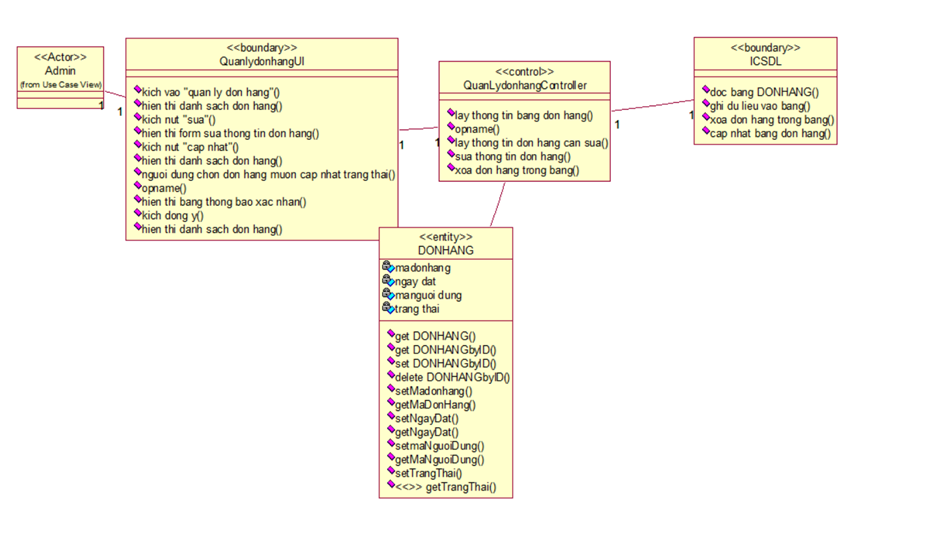 <<Actor>>
Admin
(from Use Case View)
1
1
<<boundary>>
QuanlydonhangUI
kich vao "quan ly don hang"()
hien thi danh sach don hang()
kich nut "sua"()
hien thi form sua thong tin don hang()
kich nut "cap nhat"()
hien thi danh sach don hang()
nguoi dung chon don hang muon cap nhat trang thai()
opname()
hien thi bang thong bao xac nhan()
kich dong y()
hien thi danh sach don hang()
1
1
<<control>>
QuanLydonhangController
lay thong tin bang don hang()
opname()
lay thong tin don hang can sua()
sua thong tin don hang()
xoa don hang trong bang()
1
1
<<boundary>>
ICSDL
doc bang DONHANG()
ghi du lieu vao bang()
xoa don hang trong bang()
cap nhat bang don hang()
<<entity>>
DONHANG
madonhang
ngay dat
manguoi dung
trang thai
get DONHANG()
get DONHANGbyID()
set DONHANGbyID()
delete DONHANGbyID()
setMadonhang()
getMaDonHang()
setNgayDat()
getNgayDat()
setmaNguoiDung()
getMaNguoiDung()
setTrangThai()
<<>> getTrangThai()